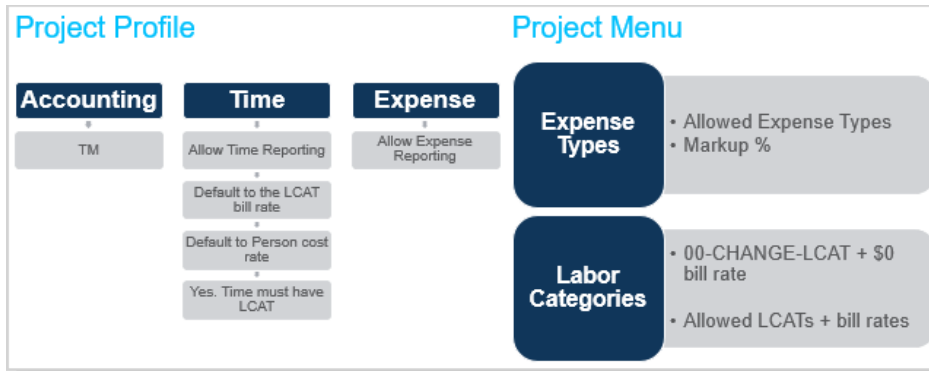 Project Profile
Accounting
TM
Time
Allow Time Reporting
Default to the LCAT
bill rate
Default to Person cost
rate
Yes. Time must have
LCAT
Expense
Allow Expense
Reporting
Project Menu
Expense
Types
• Allowed Expense Types
• Markup %
Labor
Categories
• 00-CHANGE-LCAT + $0
bill rate
• Allowed LCATs + bill rates